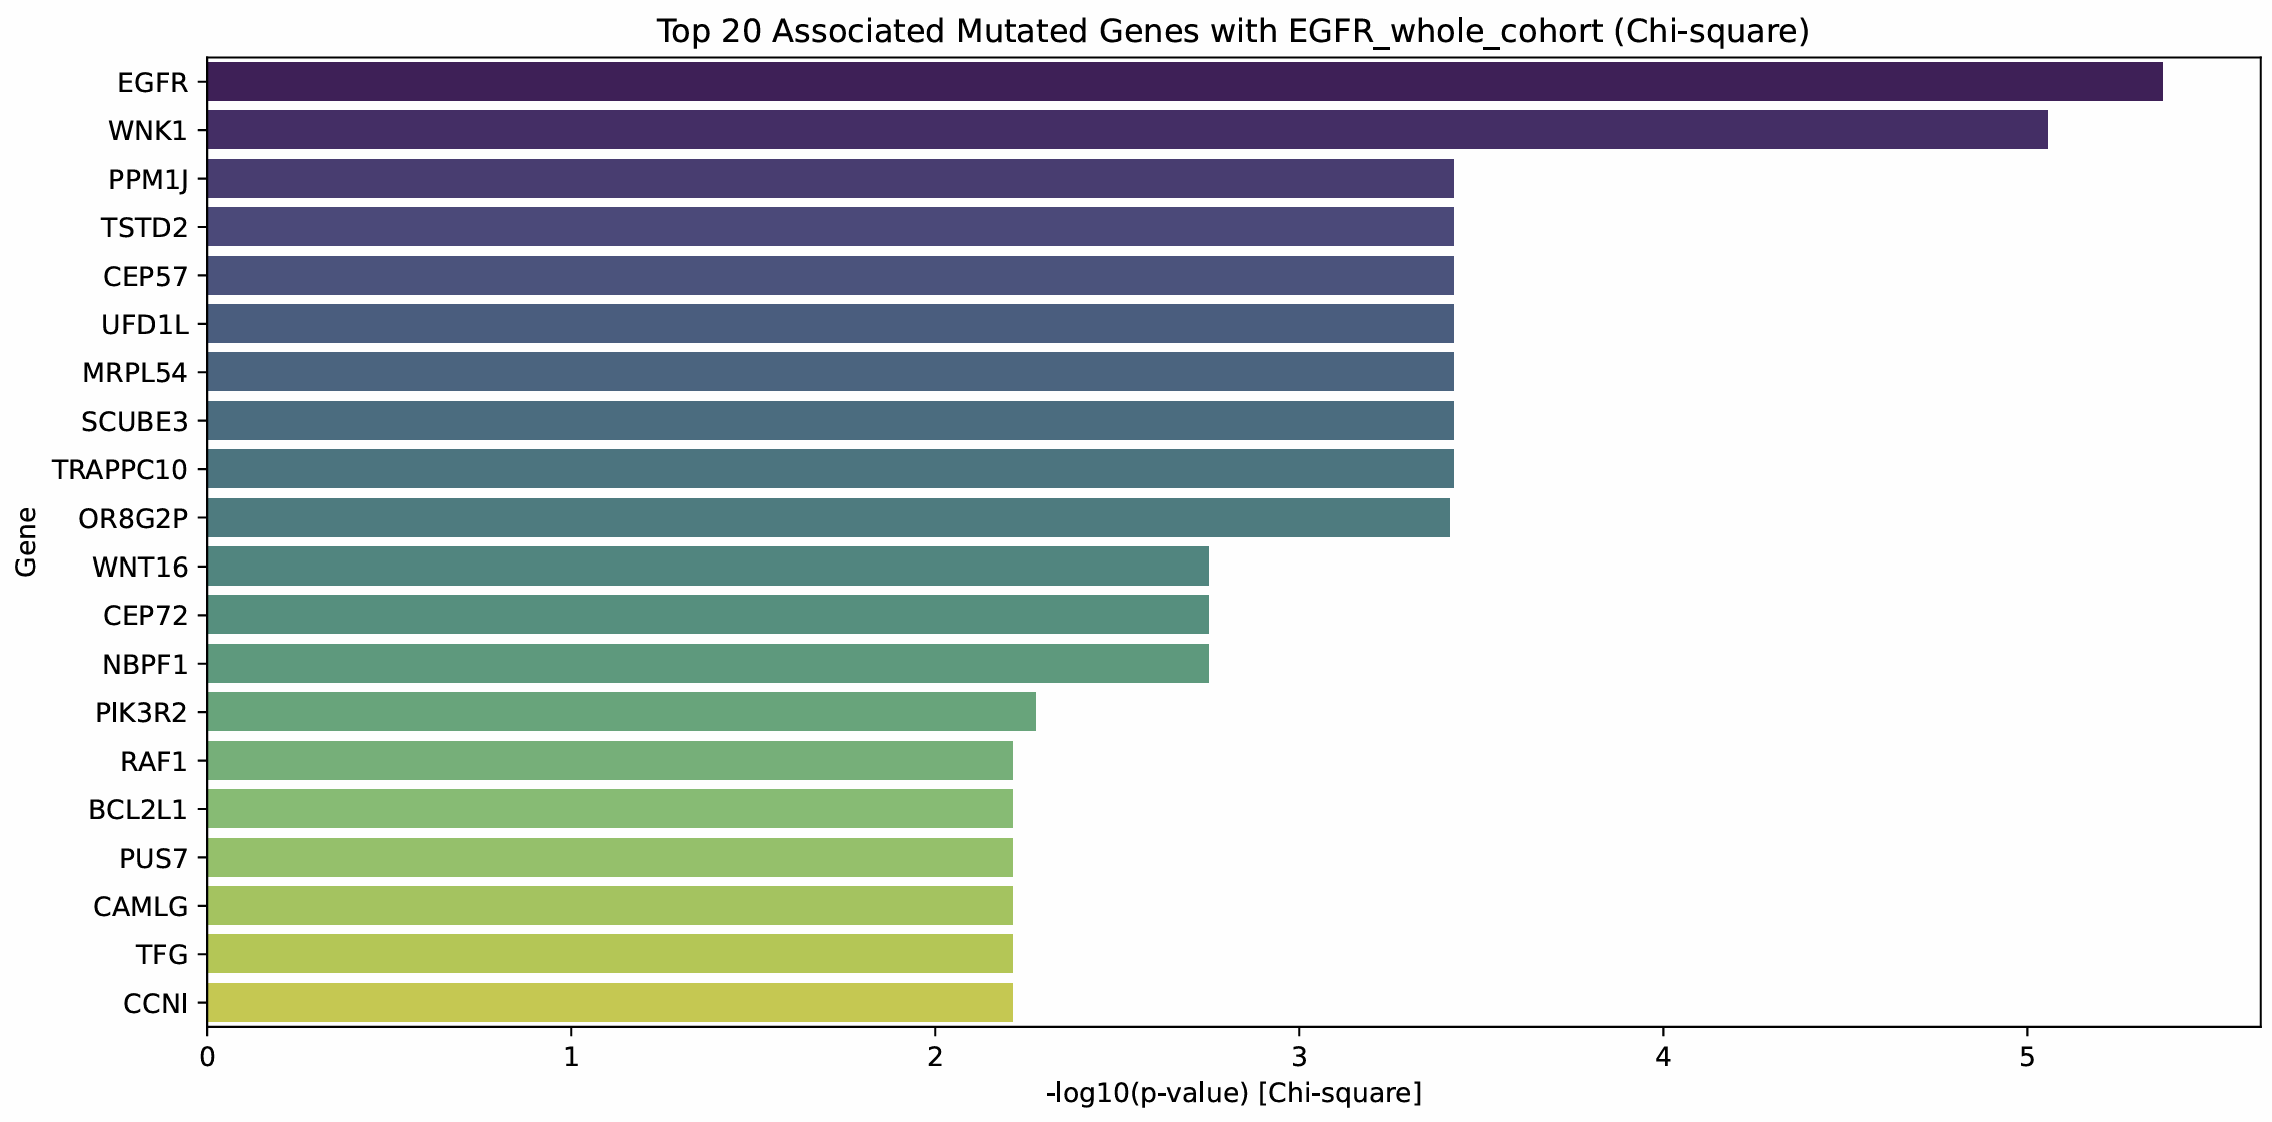 Top 20 Associated Mutated Genes with EGFR_whole_cohort (Chi-square)
Gene
EGFR
WNK1
PPM1J
TSTD2
CEP57
UFD1L
MRPL54
SCUBE3
TRAPPC10
OR8G2P
WNT16
CEP72
NBPF1
PIK3R2
RAF1
BCL2L1
PUS7
CAMLG
TFG
CCNI
0 1 2 3 4 5
-log10(p-value) [Chi-square]